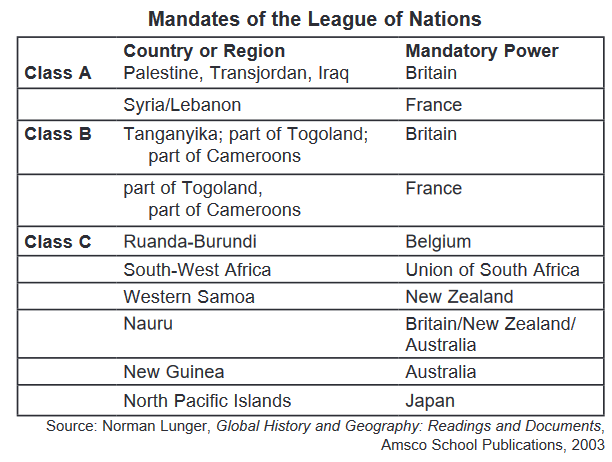 Mandates of the League of Nations
Country or Region Mandatory Power
Class A Palestine, Transjordan, Iraq Britain
Syria/Lebanon France
Class B Tanganyika; part of Togoland; Britain
part of Cameroons
part of Togoland, France
part of Cameroons
Class C Ruanda-Burundi Belgium
South-West Africa Union of South Africa
Western Samoa New Zealand
Nauru Britain/New Zealand/
Australia
New Guinea Australia
North Pacific Islands Japan
Source: Norman Lunger, Global History and Geography: Readings and Documents,
Amsco School Publications, 2003